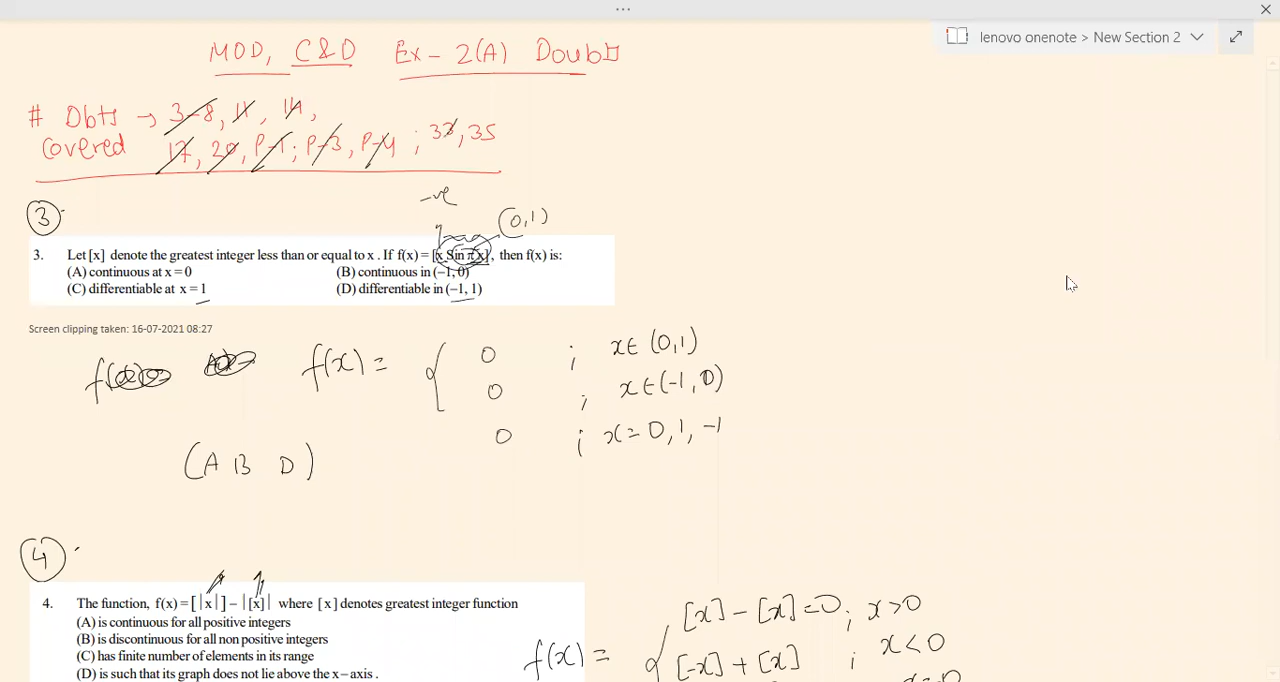 lenovo onenote > New Section 2
MOD, C&D Ex - 2(A) Doubts
# Dbts → 3-8, 11, 14,
Covered 17, 20, P-1; P-3, P-4 ; 33, 35
-ve
(0,1)
3
3. Let [x] denote the greatest integer less than or equal to x . If f(x) = [x Sin π x], then f(x) is:
(A) continuous at x = 0 (B) continuous in (–1, 0)
(C) differentiable at x = 1 (D) differentiable in (–1, 1)
Screen clipping taken: 16-07-2021 08:27
f(x) = { 0 ; x ∈ (0,1)
0 ; x ∈ (-1, 0)
0 ; x = 0, 1, -1
(A B D)
4
4. The function, f(x) = [ |x| ] – | [x] | where [x] denotes greatest integer function
(A) is continuous for all positive integers
(B) is discontinuous for all non positive integers
(C) has finite number of elements in its range
(D) is such that its graph does not lie above the x – axis .
[x] - [x] = 0 ; x > 0
f(x) = { [-x] + [x] ; x < 0